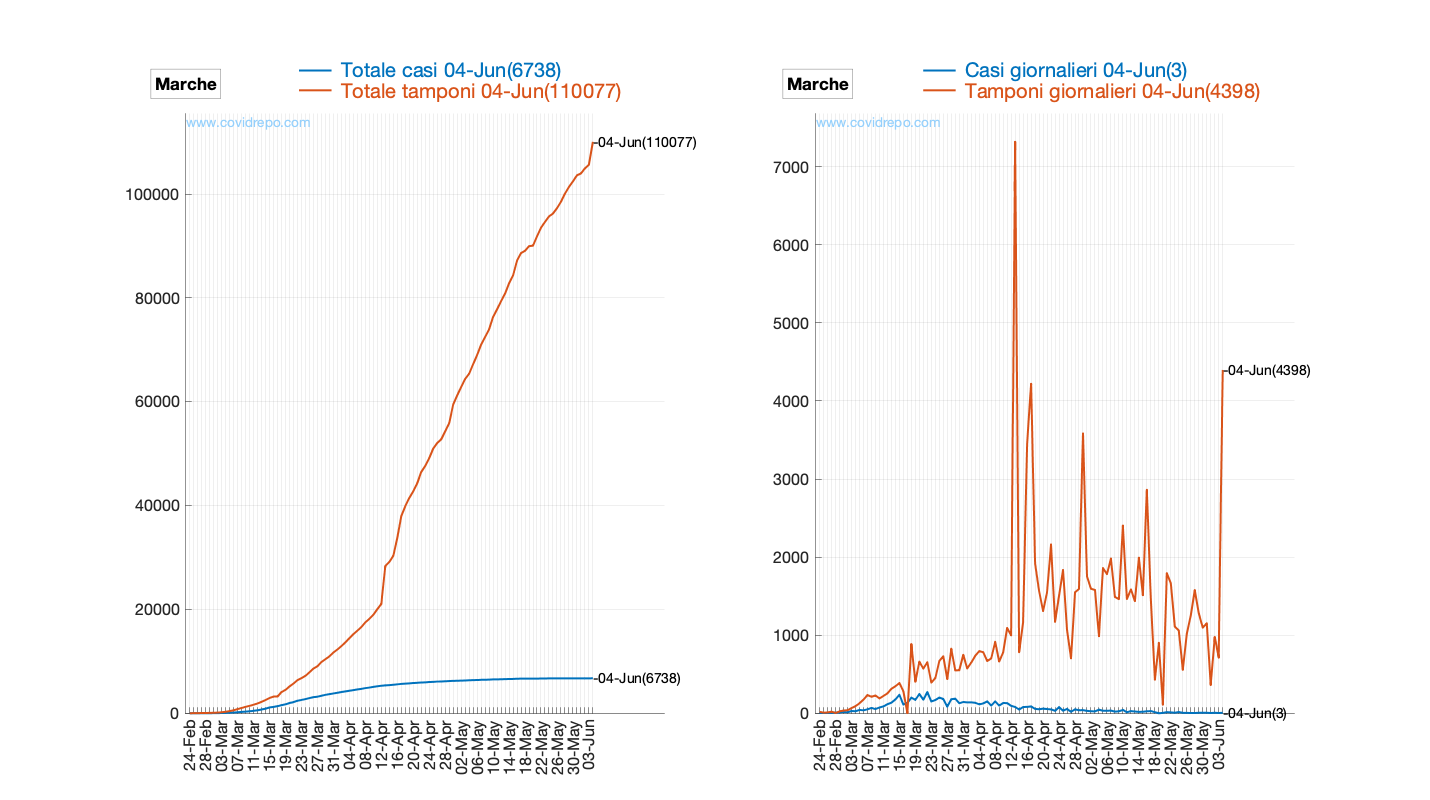 Marche
Totale casi 04-Jun(6738)
Totale tamponi 04-Jun(110077)
www.covidrepo.com
04-Jun(110077)
100000
80000
60000
40000
20000
0
04-Jun(6738)
24-Feb
28-Feb
03-Mar
07-Mar
11-Mar
15-Mar
19-Mar
23-Mar
27-Mar
31-Mar
04-Apr
08-Apr
12-Apr
16-Apr
20-Apr
24-Apr
28-Apr
02-May
06-May
10-May
14-May
18-May
22-May
26-May
30-May
03-Jun
Marche
Casi giornalieri 04-Jun(3)
Tamponi giornalieri 04-Jun(4398)
www.covidrepo.com
7000
6000
5000
04-Jun(4398)
4000
3000
2000
1000
0
04-Jun(3)
24-Feb
28-Feb
03-Mar
07-Mar
11-Mar
15-Mar
19-Mar
23-Mar
27-Mar
31-Mar
04-Apr
08-Apr
12-Apr
16-Apr
20-Apr
24-Apr
28-Apr
02-May
06-May
10-May
14-May
18-May
22-May
26-May
30-May
03-Jun